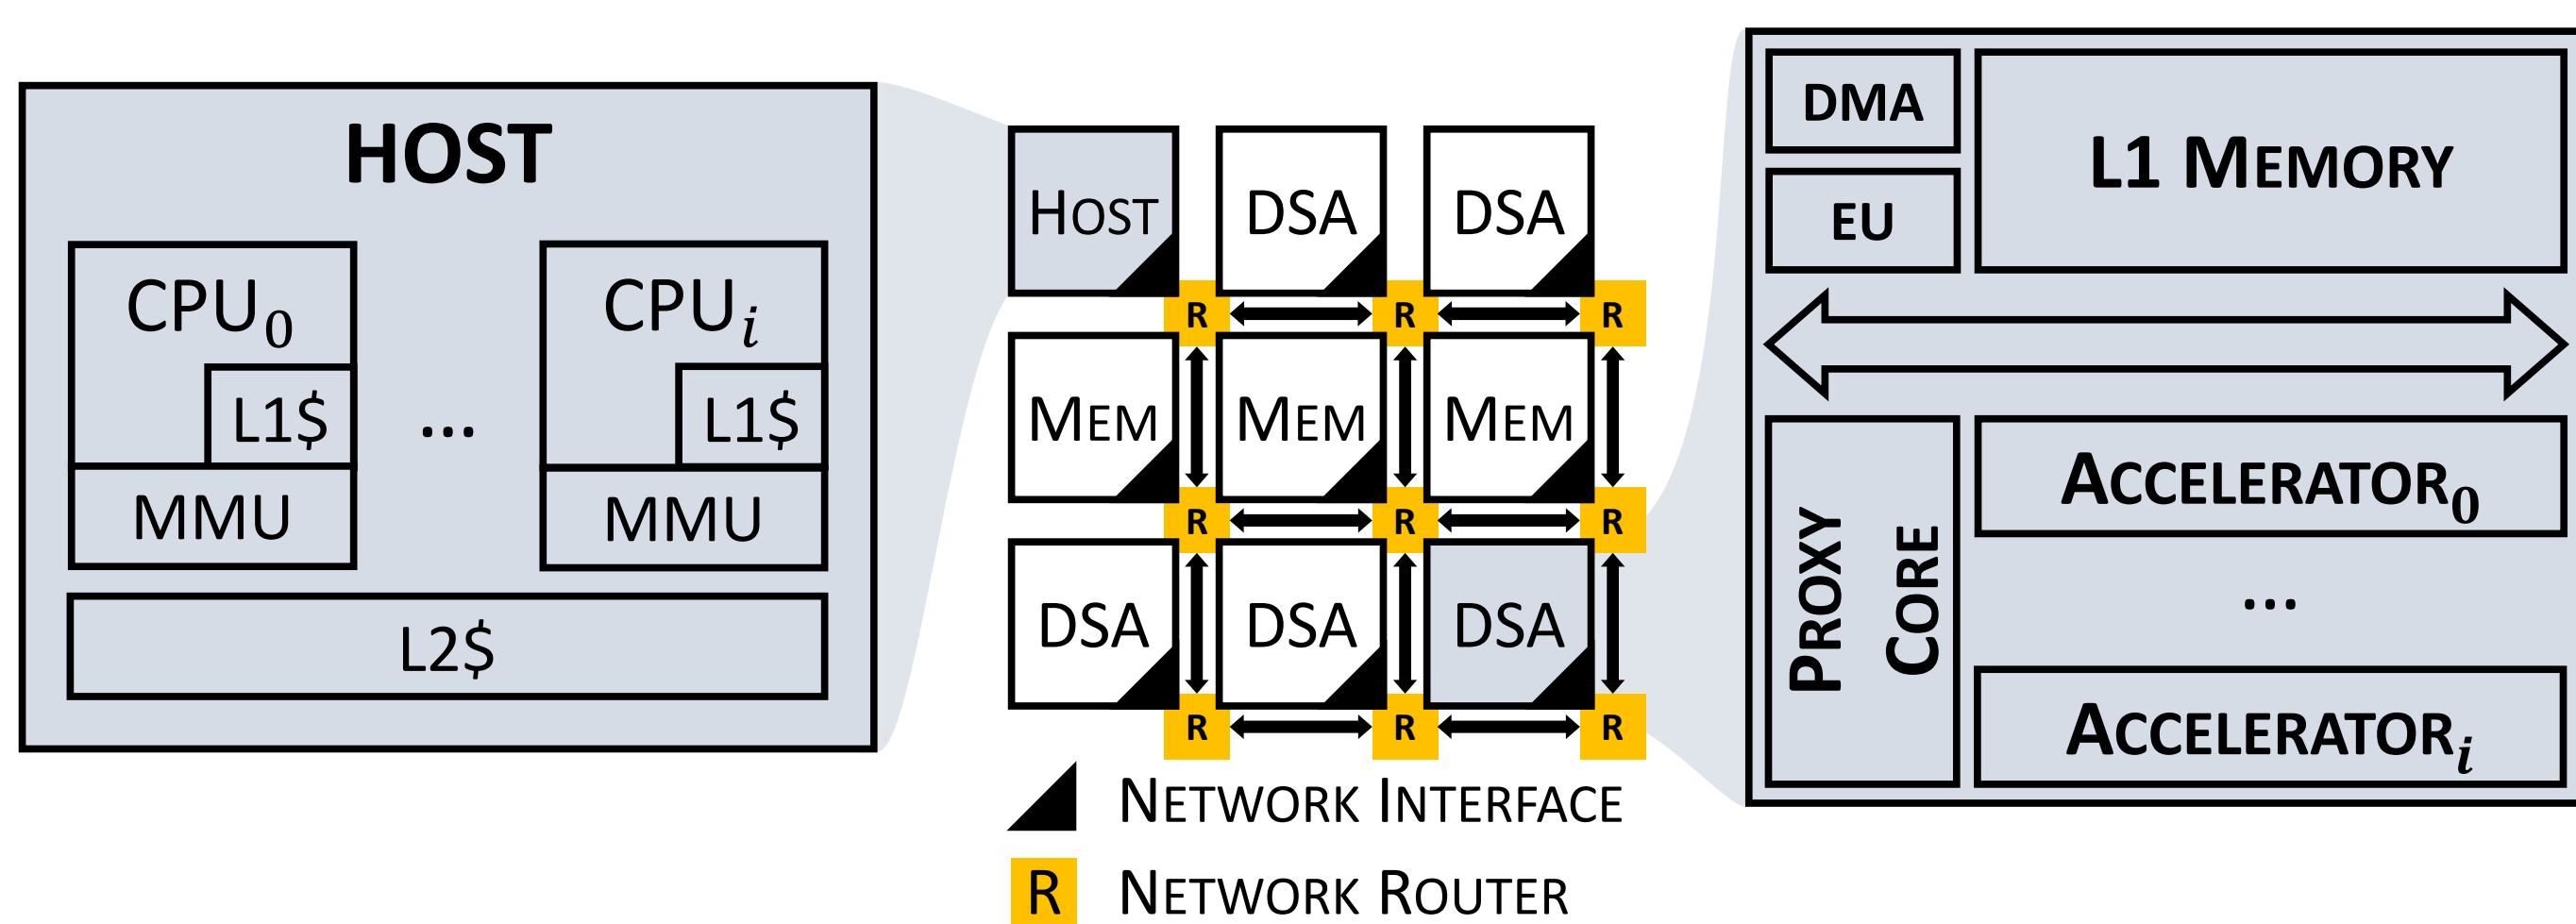 HOST
CPU0
CPUi
L1$
...
L1$
MMU
MMU
L2$
HOST
DSA
DSA
R
R
R
MEM
MEM
MEM
R
R
R
DSA
DSA
DSA
R
R
R
NETWORK INTERFACE
R NETWORK ROUTER
DMA
L1 MEMORY
EU
PROXY
CORE
ACCELERATOR0
...
ACCELERATORi